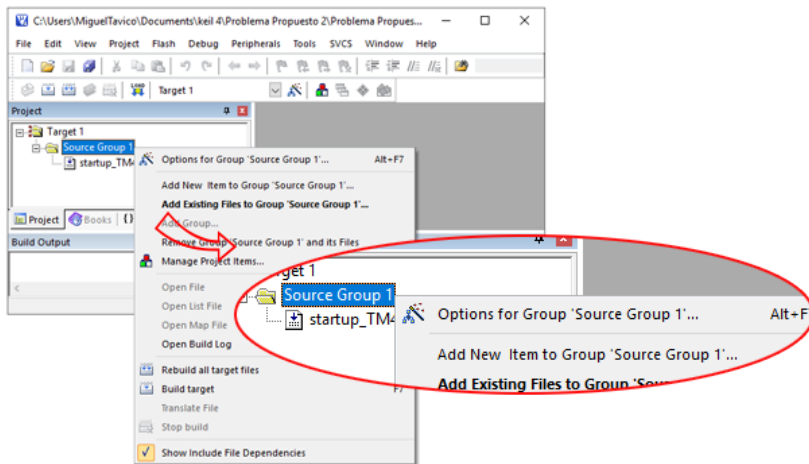 C:\Users\MiguelTavico\Documents\keil 4\Problema Propuesto 2\Problema Propues...
File Edit View Project Flash Debug Peripherals Tools SVCS Window Help
LOAD Target 1
Project
Target 1
Source Group 1
startup_TM4
Project Books {}
Build Output
Options for Group 'Source Group 1'... Alt+F7
Add New Item to Group 'Source Group 1'...
Add Existing Files to Group 'Source Group 1'...
Add Group...
Remove Group 'Source Group 1' and its Files
Manage Project Items...
Open File
Open List File
Open Map File
Open Build Log
Rebuild all target files
Build target F7
Translate File
Stop build
Show Include File Dependencies
get 1
Source Group 1
startup_TM4
Options for Group 'Source Group 1'... Alt+F
Add New Item to Group 'Source Group 1'...
Add Existing Files to Group 'Sou